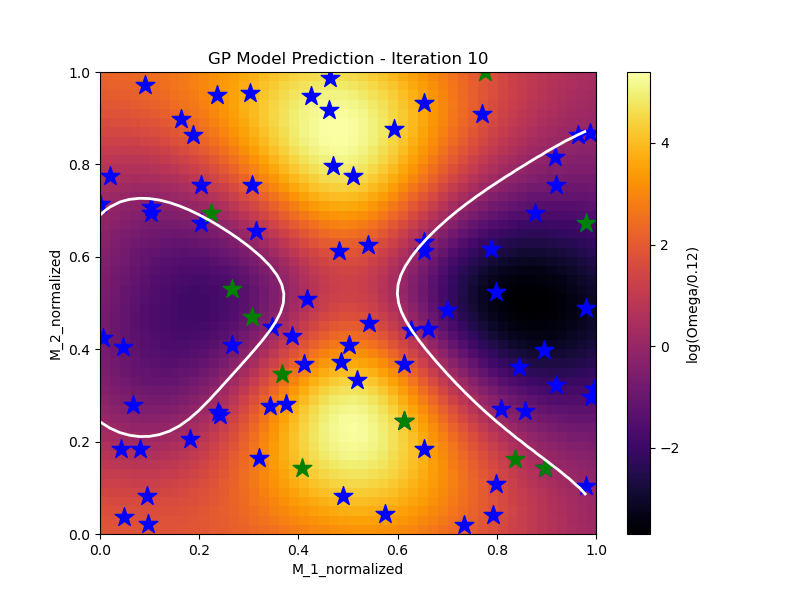 GP Model Prediction - Iteration 10
1.0
0.8
0.6
0.4
0.2
0.0
M_2_normalized
0.0 0.2 0.4 0.6 0.8 1.0
M_1_normalized
4
2
0
−2
log(Omega/0.12)